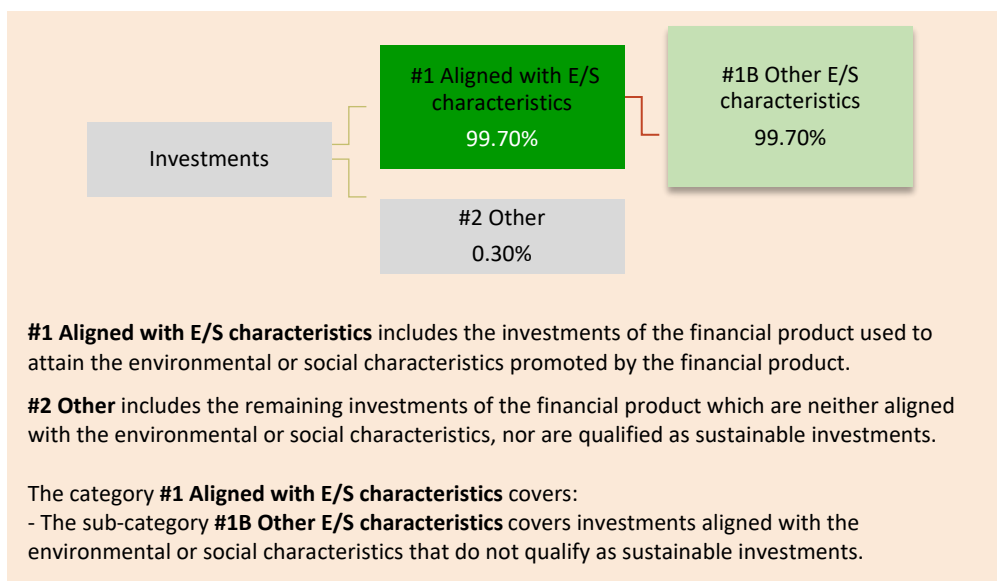 #1 Aligned with E/S
characteristics
99.70%
#1B Other E/S
characteristics
99.70%
Investments
#2 Other
0.30%
#1 Aligned with E/S characteristics includes the investments of the financial product used to
attain the environmental or social characteristics promoted by the financial product.
#2 Other includes the remaining investments of the financial product which are neither aligned
with the environmental or social characteristics, nor are qualified as sustainable investments.
The category #1 Aligned with E/S characteristics covers:
- The sub-category #1B Other E/S characteristics covers investments aligned with the
environmental or social characteristics that do not qualify as sustainable investments.